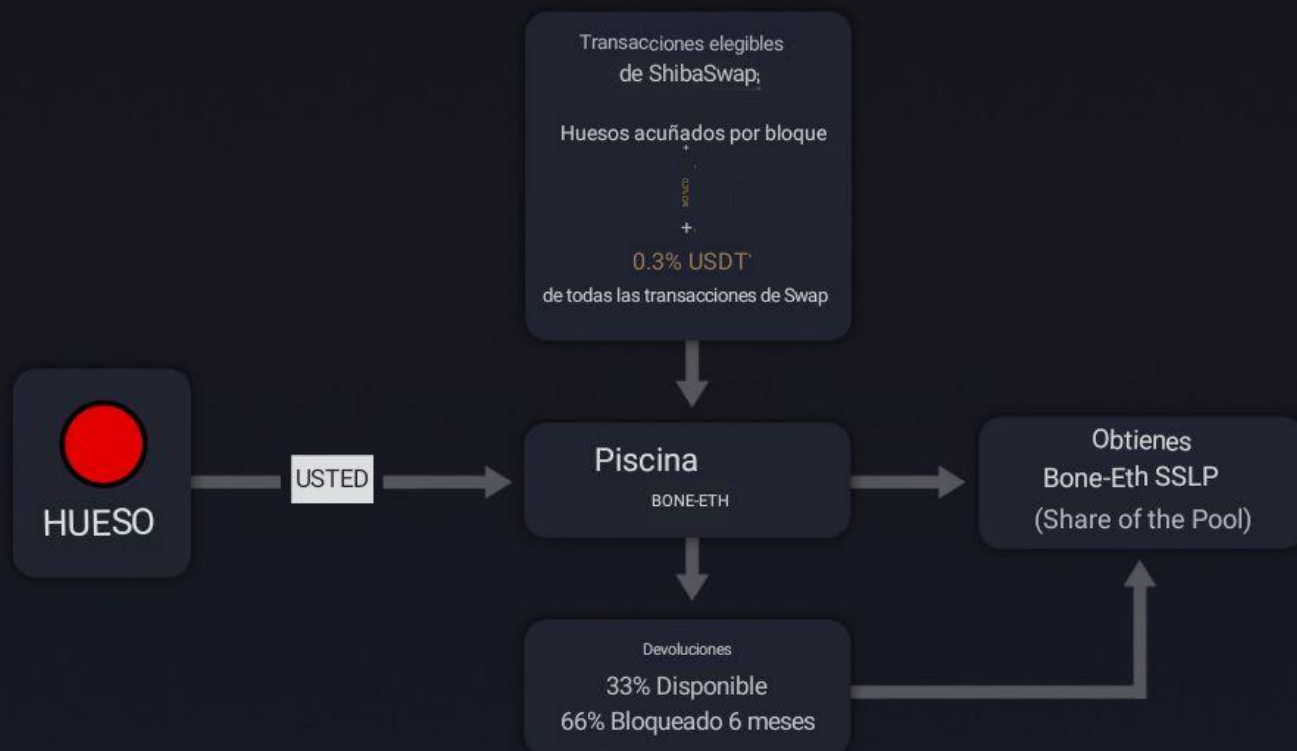 Transacciones elegibles
de ShibaSwap;
Huesos acuñados por bloque
+
+
0.3% USDT
de todas las transacciones de Swap
HUESO
USTED
Piscina
BONE-ETH
Obtienes
Bone-Eth SSLP
(Share of the Pool)
Devoluciones
33% Disponible
66% Bloqueado 6 meses